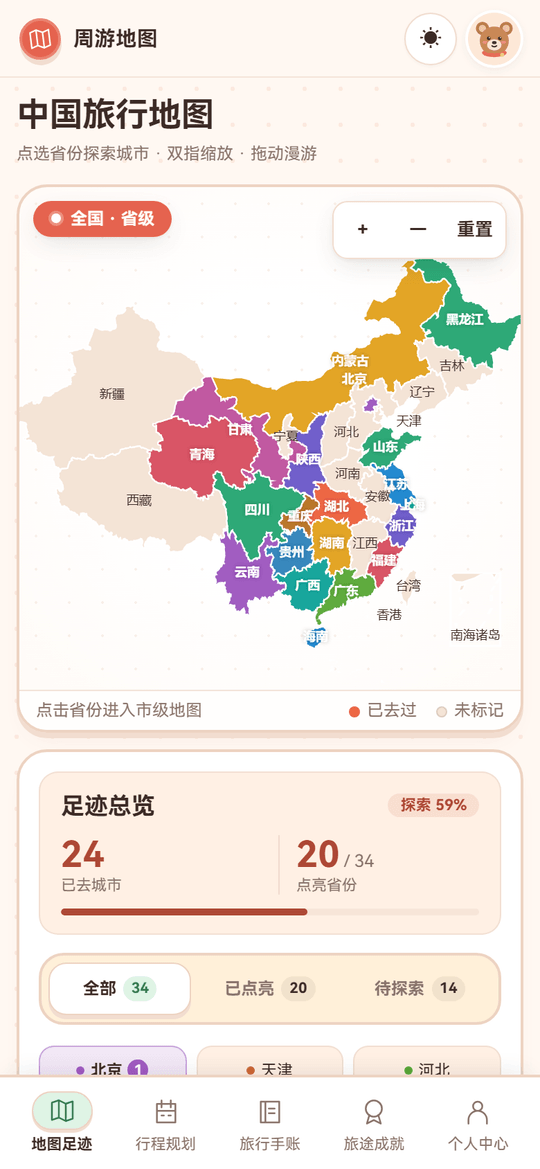 周游地图
中国旅行地图
点选省份探索城市 · 双指缩放 · 拖动漫游
全国 · 省级
+ — 重置
黑龙江
内蒙古
吉林
北京
新疆
辽宁
天津
甘肃
宁夏
河北
山东
青海
陕西
河南
江苏
西藏
安徽
上海
四川
重庆
湖北
浙江
湖南
江西
贵州
福建
云南
广西
广东
台湾
香港
海南
南海诸岛
点击省份进入市级地图
已去过 未标记
足迹总览
探索 59%
24
已去城市
20 / 34
点亮省份
全部 34 已点亮 20 待探索 14
北京 1 天津 河北
地图足迹 行程规划 旅行手账 旅途成就 个人中心